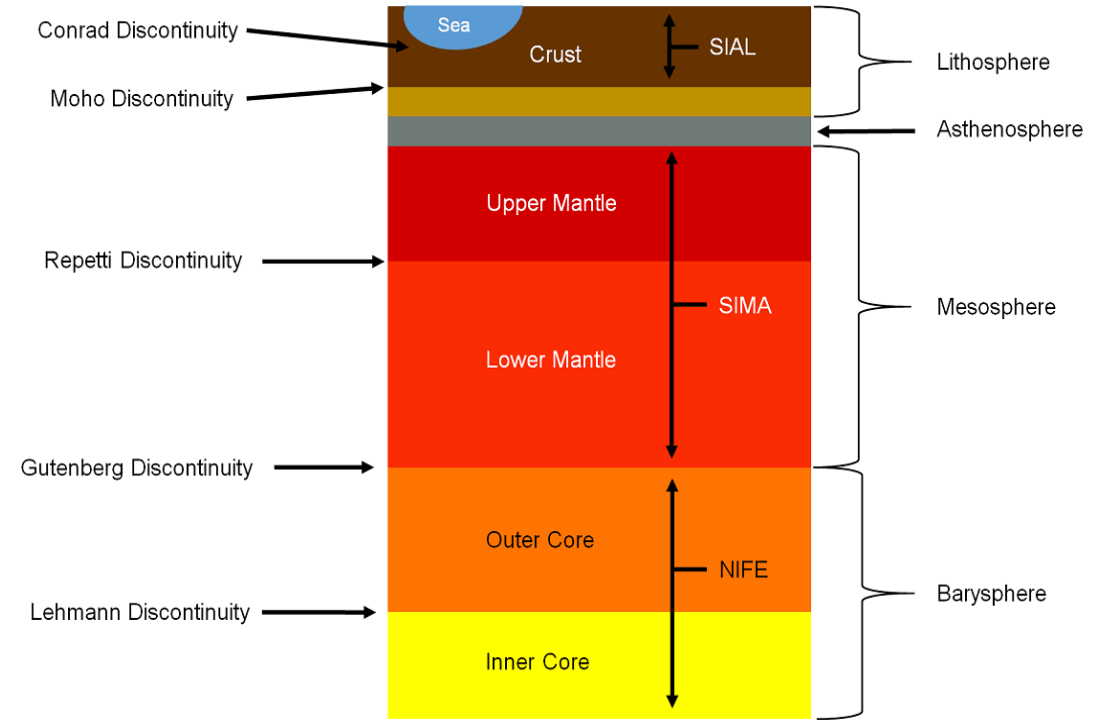 Sea
Conrad Discontinuity
Crust
SIAL
Lithosphere
Moho Discontinuity
Asthenosphere
Upper Mantle
Repetti Discontinuity
SIMA
Mesosphere
Lower Mantle
Gutenberg Discontinuity
Outer Core
NIFE
Barysphere
Lehmann Discontinuity
Inner Core